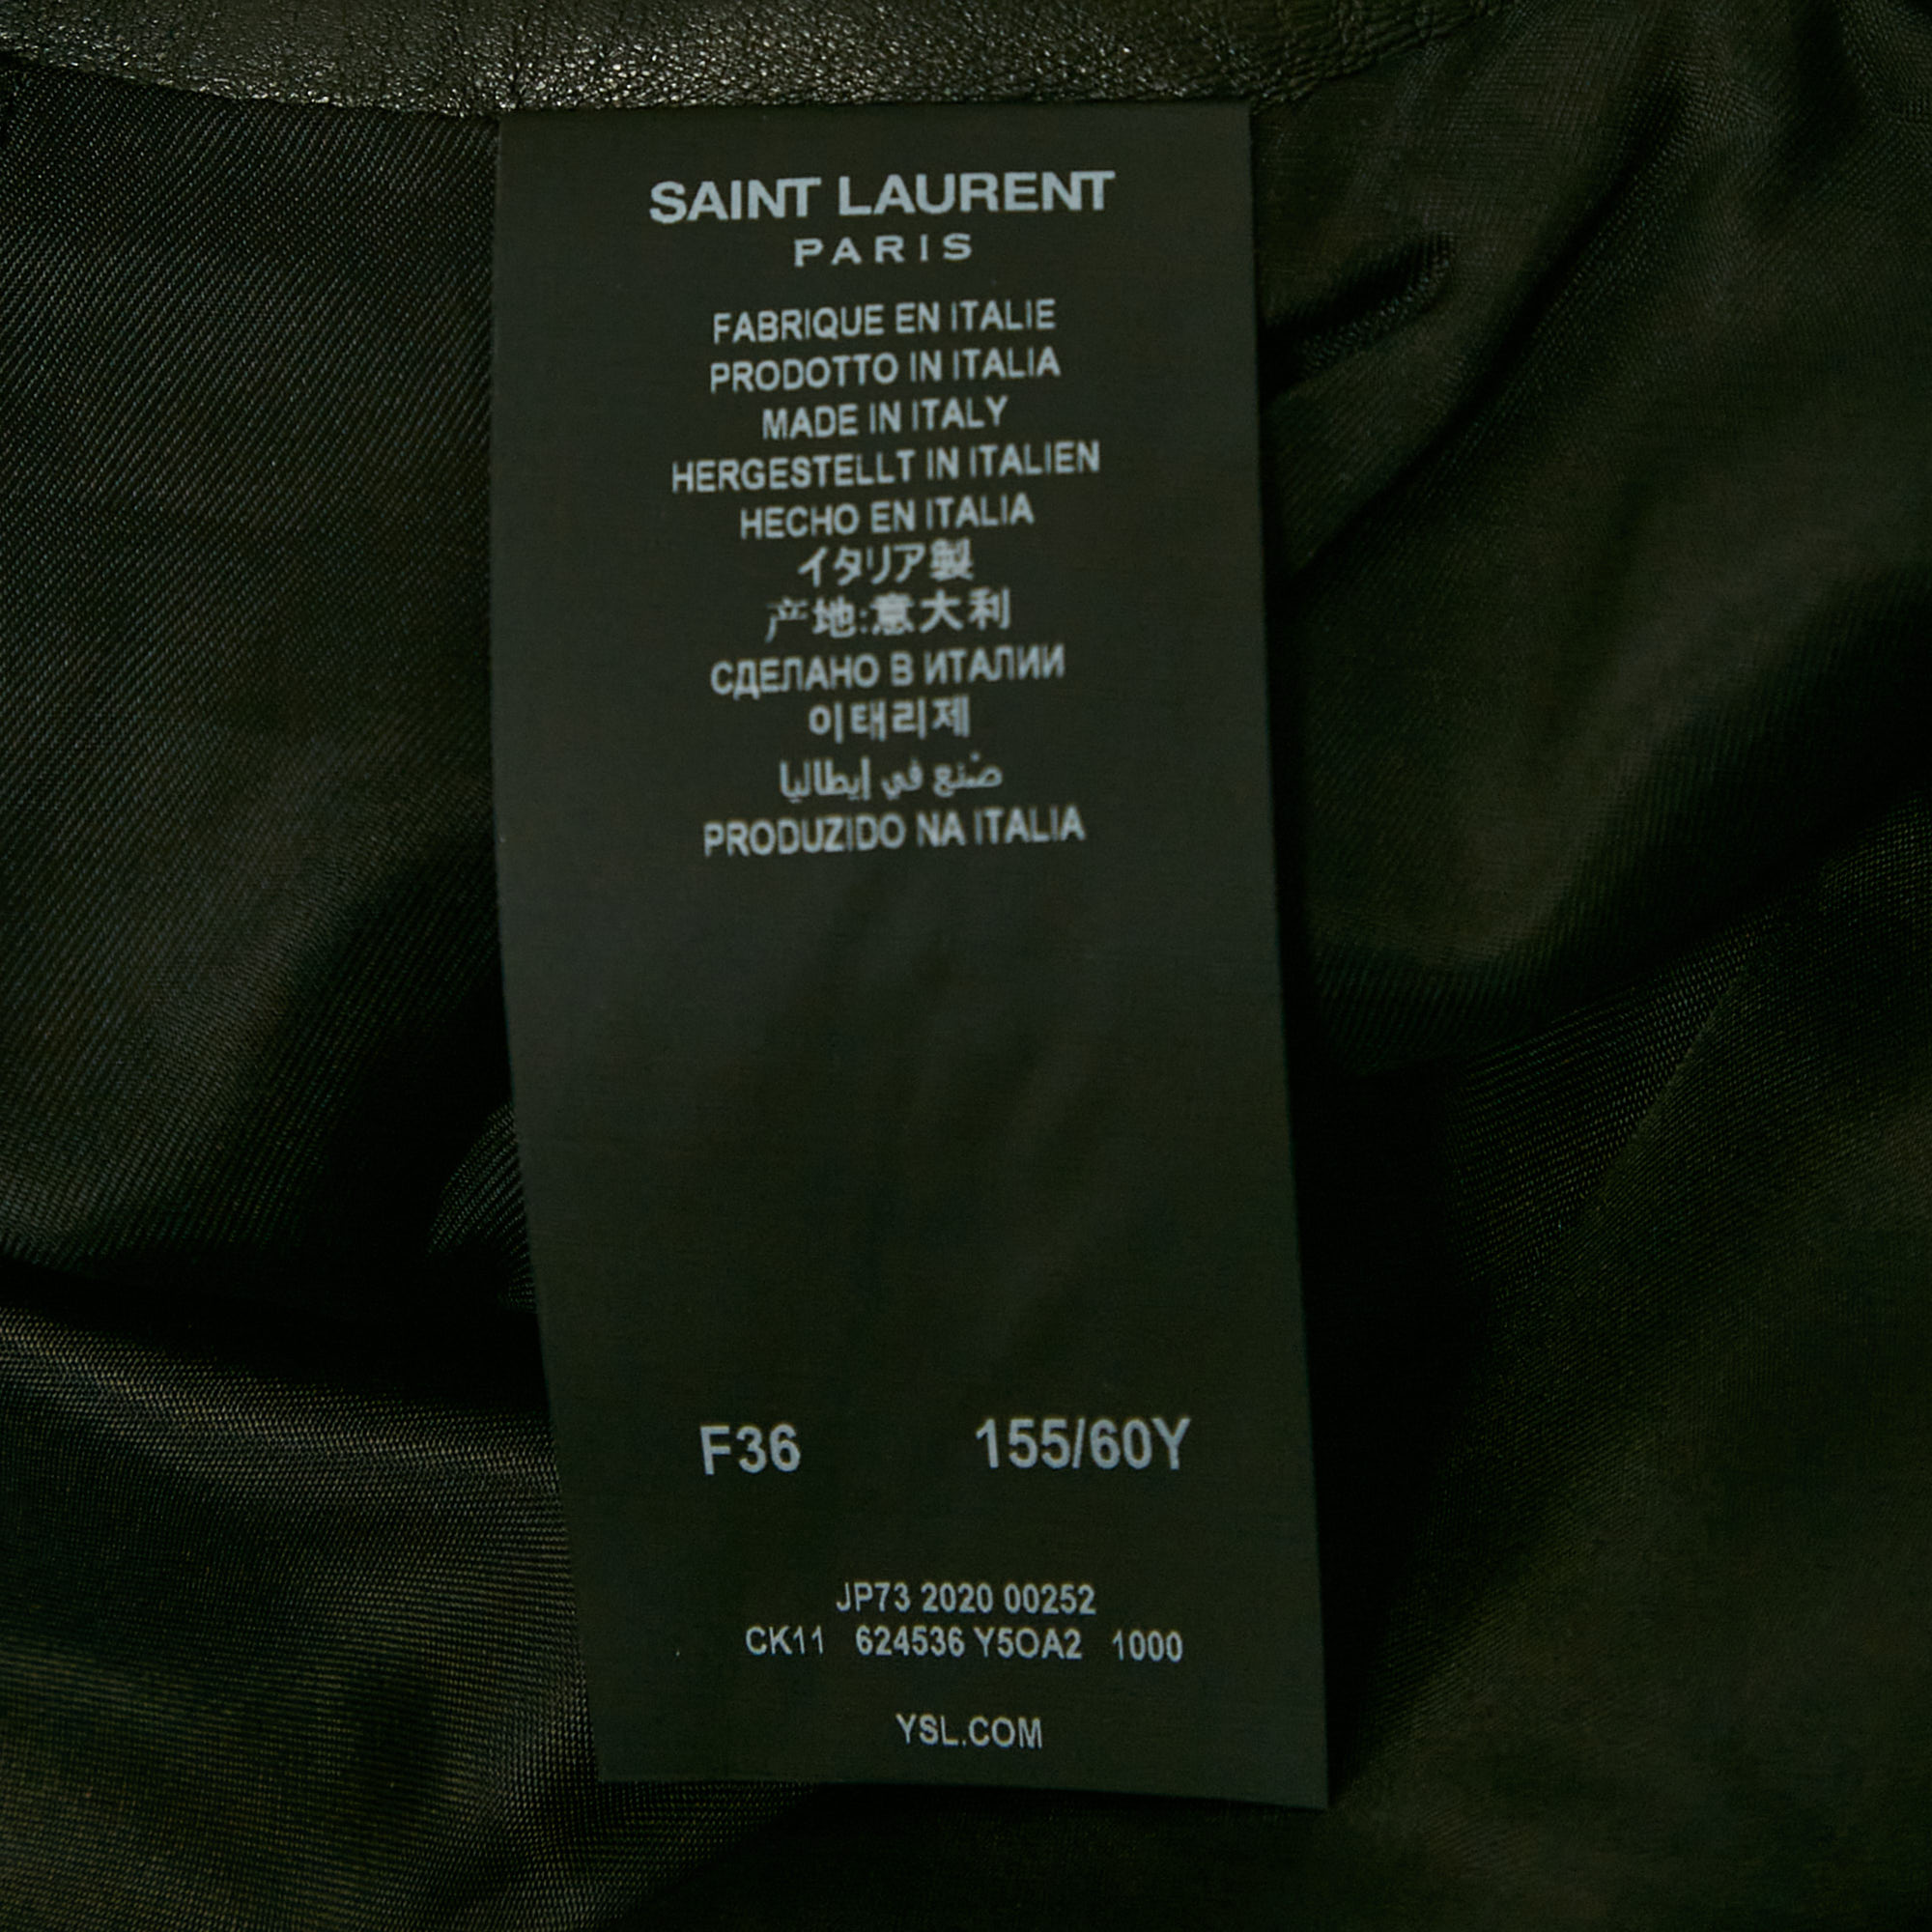 SAINT LAURENT
PARIS
FABRIQUE EN ITALIE
PRODOTTO IN ITALIA
MADE IN ITALY
HERGESTELLT IN ITALIEN
HECHO EN ITALIA
イタリア製
产地:意大利
СДЕЛАНО В ИТАЛИИ
이태리제
صنع في إيطاليا
PRODUZIDO NA ITALIA
F36 155/60Y
JP73 2020 00252
CK11 624536 Y5OA2 1000
YSL.COM